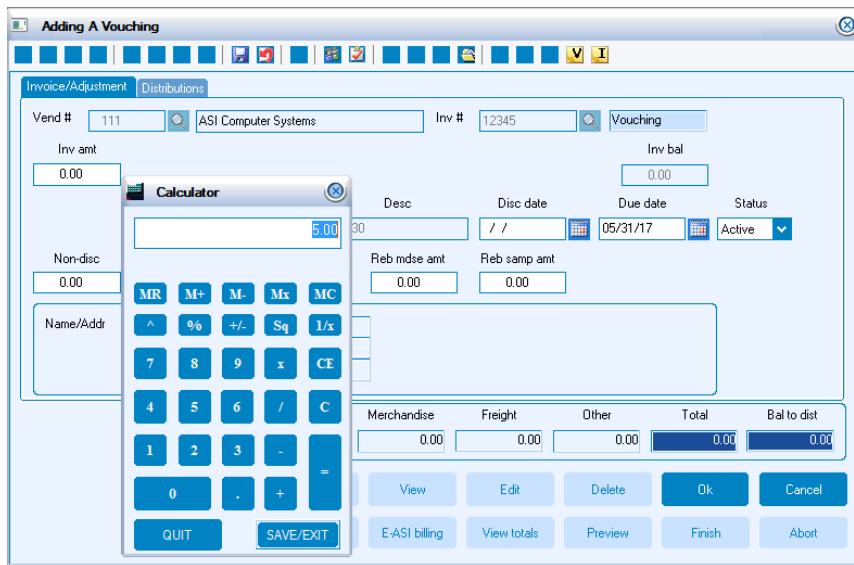 Adding A Vouching
V I
Invoice/Adjustment Distributions
Vend # 111 ASI Computer Systems Inv # 12345 Vouching
Inv amt Inv bal
0.00 0.00
Calculator
Desc Disc date Due date Status
5.00 30 / / 05/31/17 Active
Non-disc Reb mdse amt Reb samp amt
0.00 0.00 0.00
MR M+ M- Mx MC
Name/Addr ^ % +/- Sq 1/x
7 8 9 x CE
4 5 6 / C
Merchandise Freight Other Total Bal to dist
0.00 0.00 0.00 0.00 0.00
1 2 3 -
=
0 . +
View Edit Delete Ok Cancel
QUIT SAVE/EXIT E-ASI billing View totals Preview Finish Abort